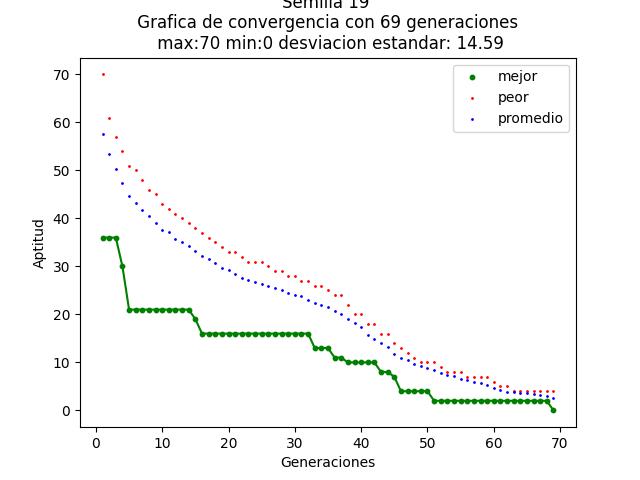 Semilla 19
Grafica de convergencia con 69 generaciones
max:70 min:0 desviacion estandar: 14.59
mejor
peor
promedio
Aptitud
70
60
50
40
30
20
10
0
0 10 20 30 40 50 60 70
Generaciones